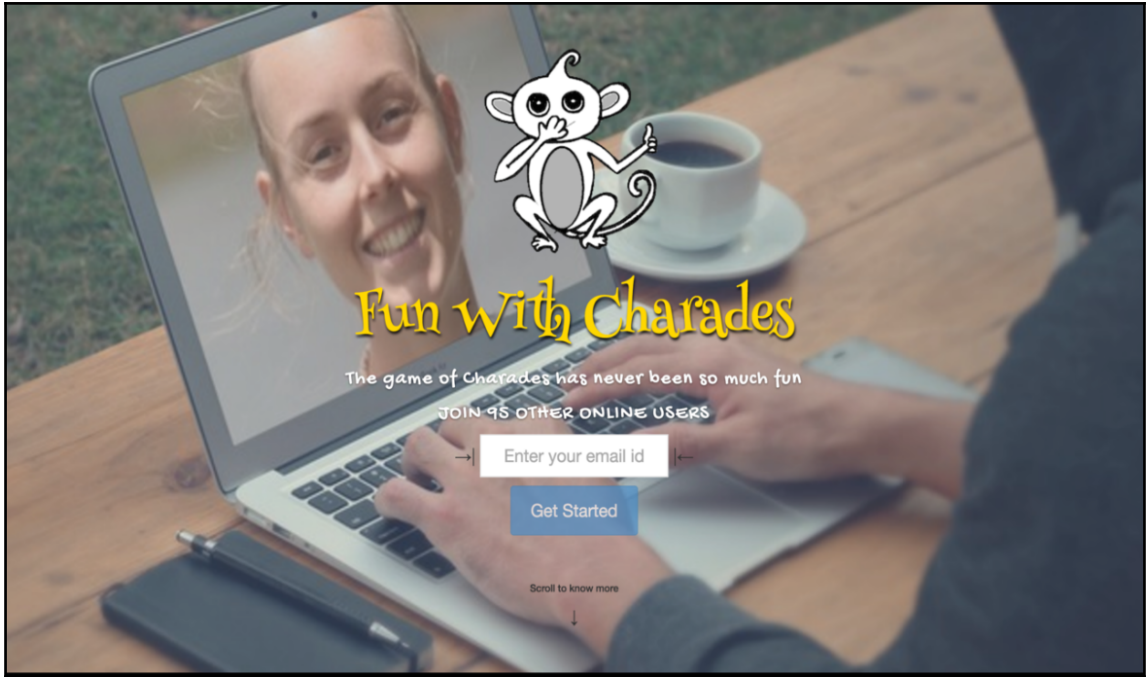 Fun With Charades
The game of Charades has never been so much fun
JOIN 95 OTHER ONLINE USERS
→| Enter your email id |←
Get Started
Scroll to know more
↓